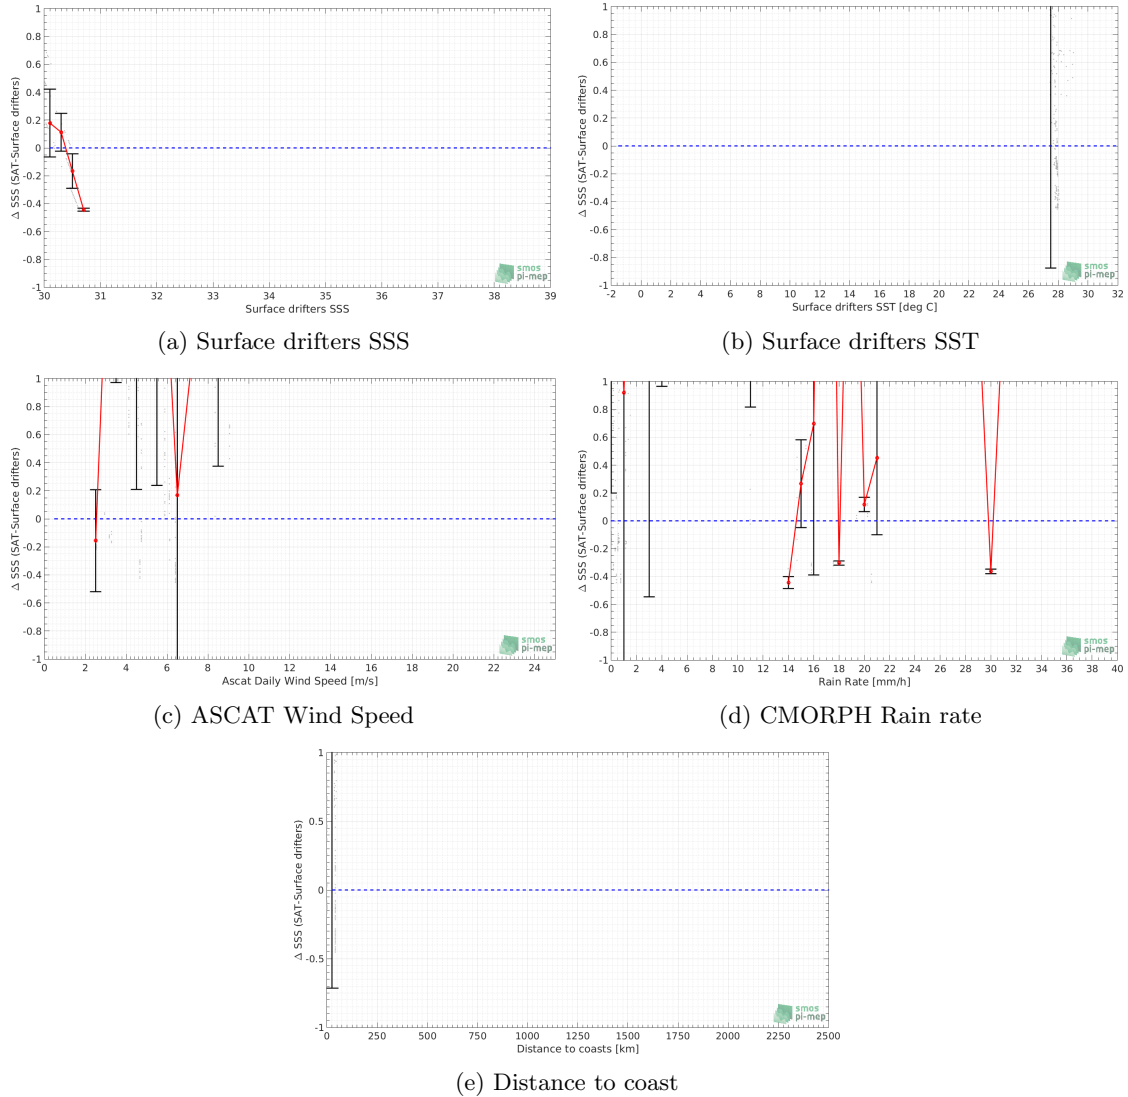 1
0.8
0.6
0.4
0.2
0
-0.2
-0.4
-0.6
-0.8
-1
Δ SSS (SAT-Surface drifters)
30 31 32 33 34 35 36 37 38 39
Surface drifters SSS
smos
pi-mep
(a) Surface drifters SSS
1
0.8
0.6
0.4
0.2
0
-0.2
-0.4
-0.6
-0.8
-1
Δ SSS (SAT-Surface drifters)
-2 0 2 4 6 8 10 12 14 16 18 20 22 24 26 28 30 32
Surface drifters SST [deg C]
smos
pi-mep
(b) Surface drifters SST
1
0.8
0.6
0.4
0.2
0
-0.2
-0.4
-0.6
-0.8
-1
Δ SSS (SAT-Surface drifters)
0 2 4 6 8 10 12 14 16 18 20 22 24
Ascat Daily Wind Speed [m/s]
smos
pi-mep
(c) ASCAT Wind Speed
1
0.8
0.6
0.4
0.2
0
-0.2
-0.4
-0.6
-0.8
-1
Δ SSS (SAT-Surface drifters)
0 2 4 6 8 10 12 14 16 18 20 22 24 26 28 30 32 34 36 38 40
Rain Rate [mm/h]
smos
pi-mep
(d) CMORPH Rain rate
1
0.5
0
-0.5
-1
Δ SSS (SAT-Surface drifters)
0 250 500 750 1000 1250 1500 1750 2000 2250 2500
Distance to coasts [km]
smos
pi-mep
(e) Distance to coast